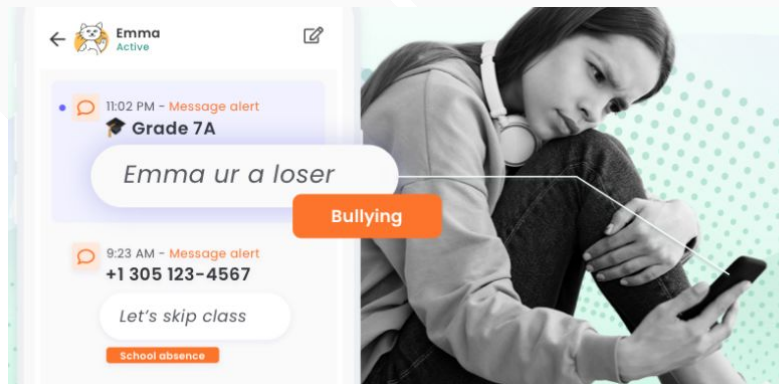 Emma
Active
11:02 PM - Message alert
🎓 Grade 7A
Emma ur a loser
Bullying
9:23 AM - Message alert
+1 305 123-4567
Let's skip class
School absence